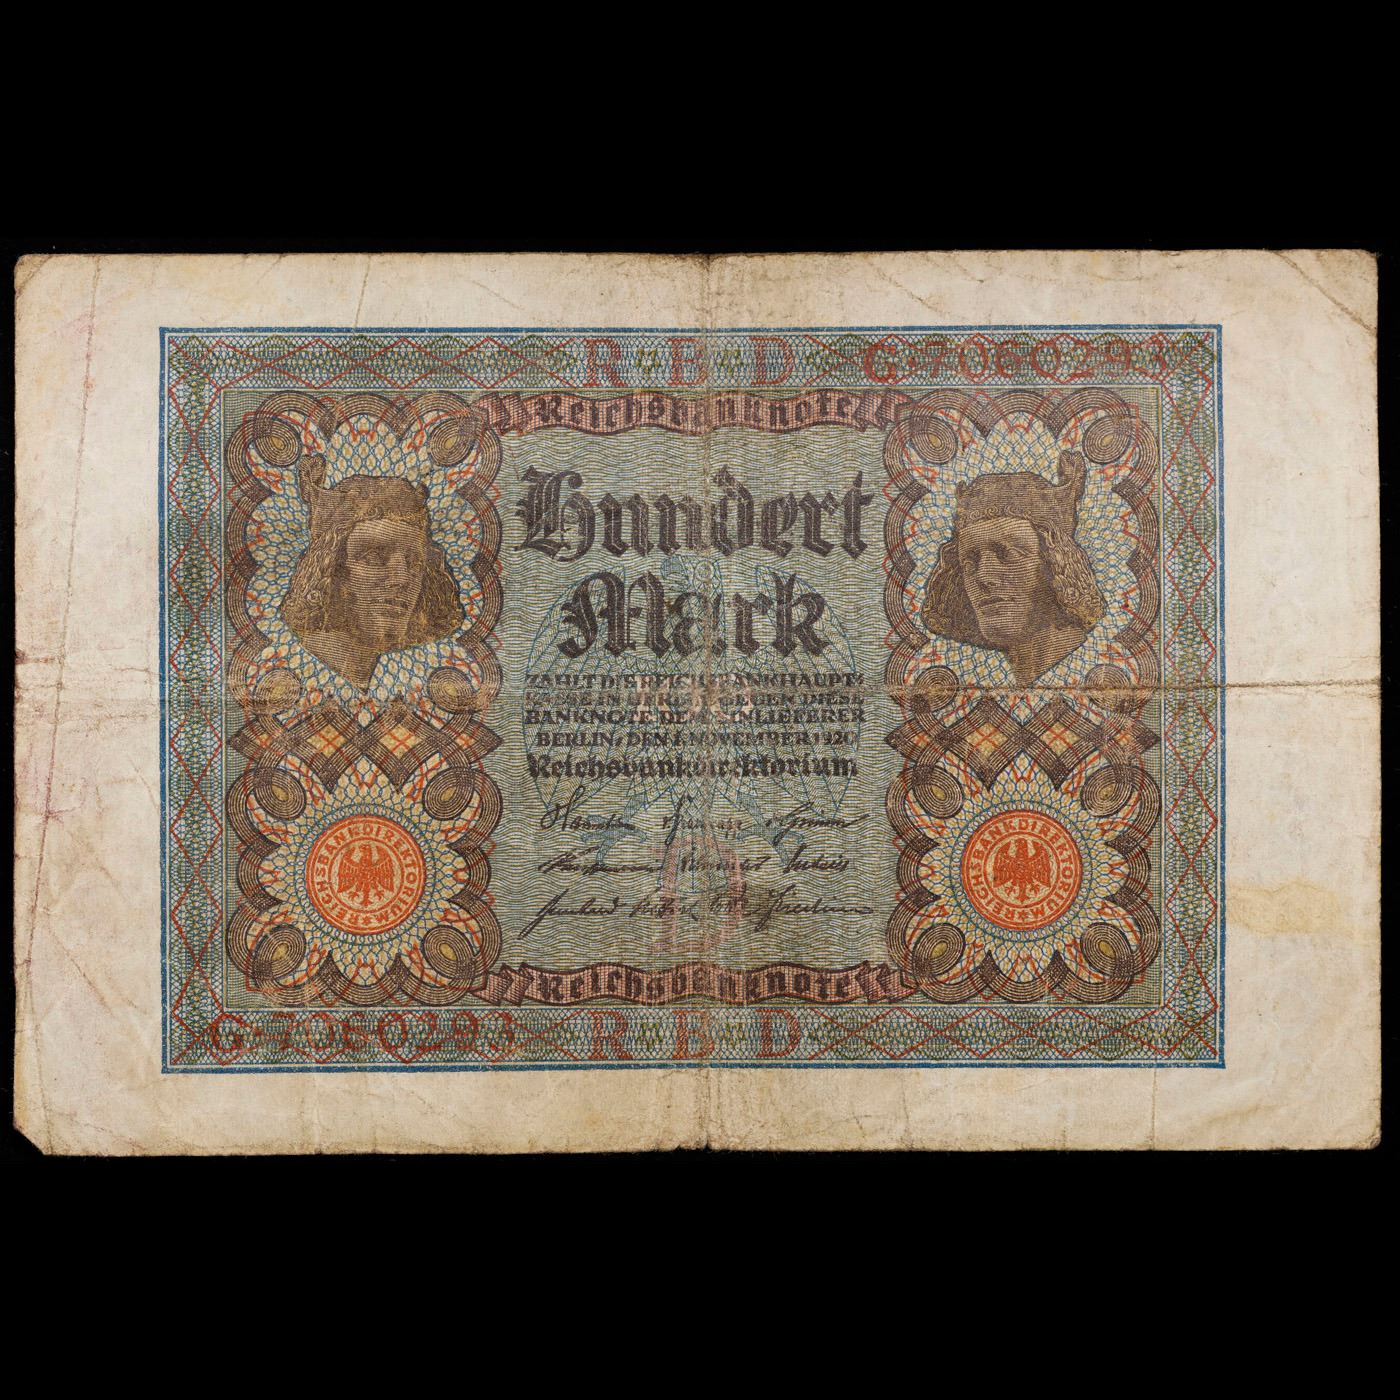 R·B·D G·7060293
Reichsbanknote
Hundert
Mark
ZAHLT DIE REICHSBANKHAUPT⸗
KASSE IN BERLIN GEGEN DIESE
BANKNOTE DEM EINLIEFERER
BERLIN, DEN 1. NOVEMBER 1920
Reichsbankdirektorium
REICHSBANKDIREKTORIUM
REICHSBANKDIREKTORIUM
Reichsbanknote
G·7060293 R·B·D